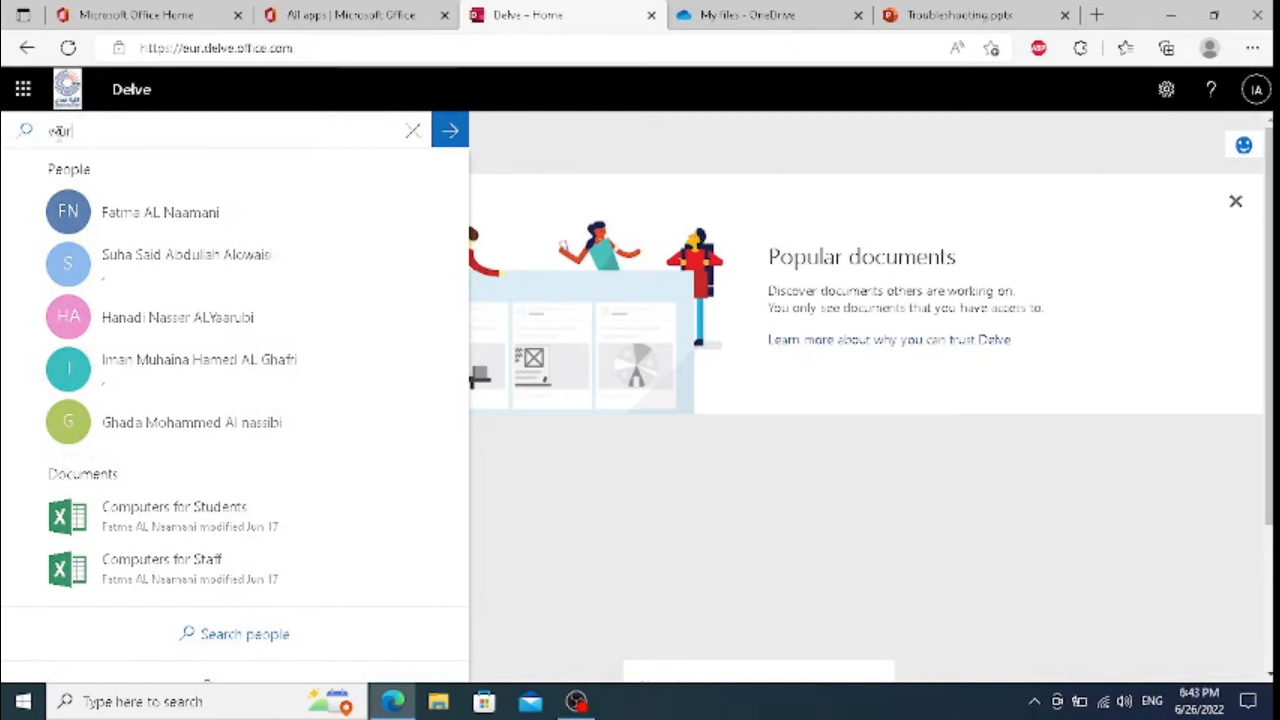 Microsoft Office Home
All apps | Microsoft Office
Delve – Home
My files - OneDrive
Troubleshooting.pptx
https://eur.delve.office.com
ABP
Delve
IA
People
FN
Fatma AL Naamani
S
Suha Said Abdullah Alowaisi
HA
Hanadi Nasser ALYaarubi
I
Iman Muhaina Hamed AL Ghafri
G
Ghada Mohammed Al nassibi
Documents
Computers for Students
Fatma AL Naamani modified Jun 17
Computers for Staff
Fatma AL Naamani modified Jun 17
Search people
Popular documents
Discover documents others are working on.
You only see documents that you have access to.
Learn more about why you can trust Delve
Type here to search
ENG
6:43 PM
6/26/2022